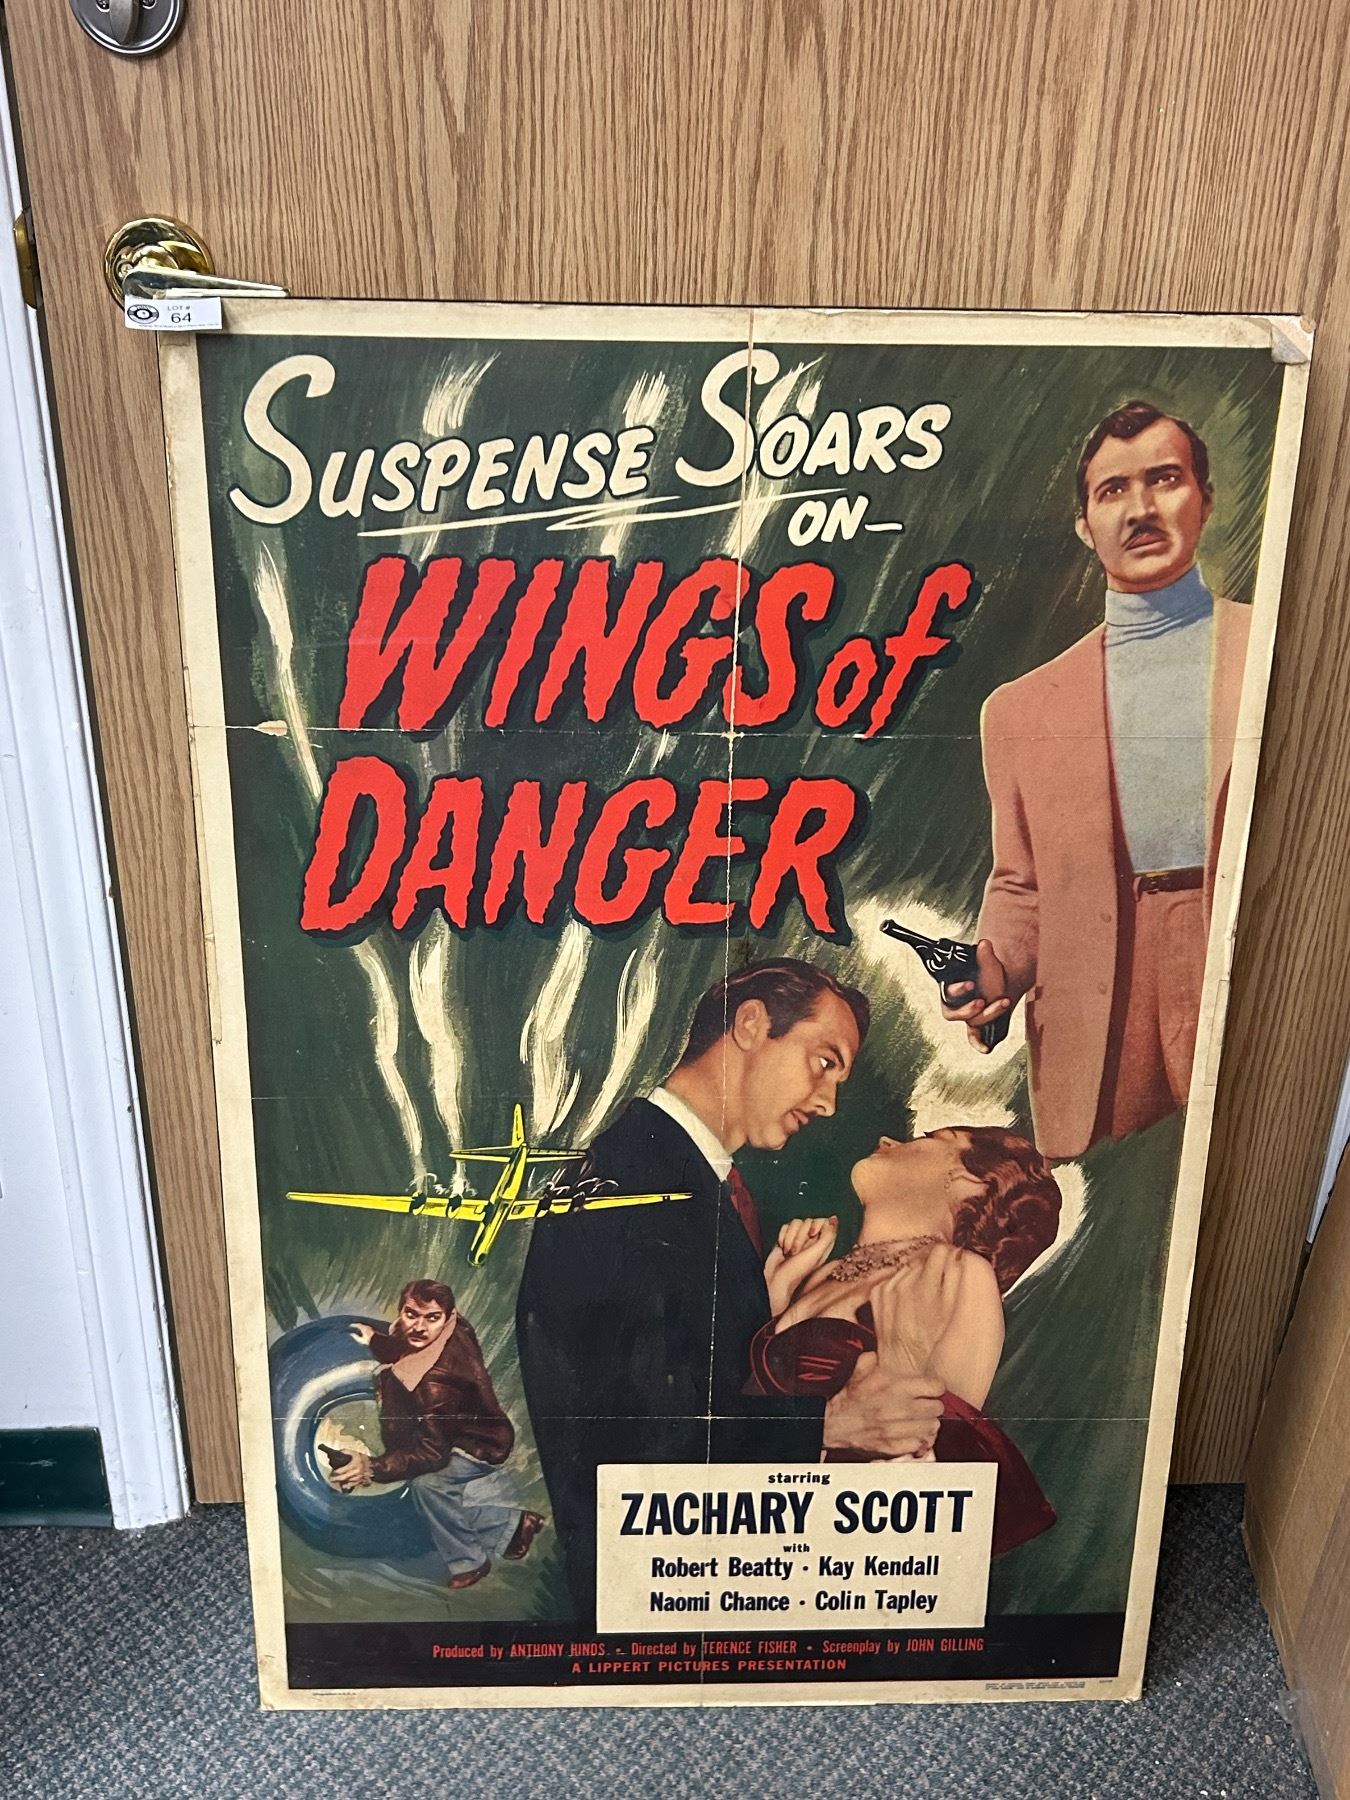 LOT #
64
SUSPENSE SOARS
ON—
WINGS of
DANGER
starring
ZACHARY SCOTT
with
Robert Beatty • Kay Kendall
Naomi Chance • Colin Tapley
Produced by ANTHONY HINDS • Directed by TERENCE FISHER • Screenplay by JOHN GILLING
A LIPPERT PICTURES PRESENTATION